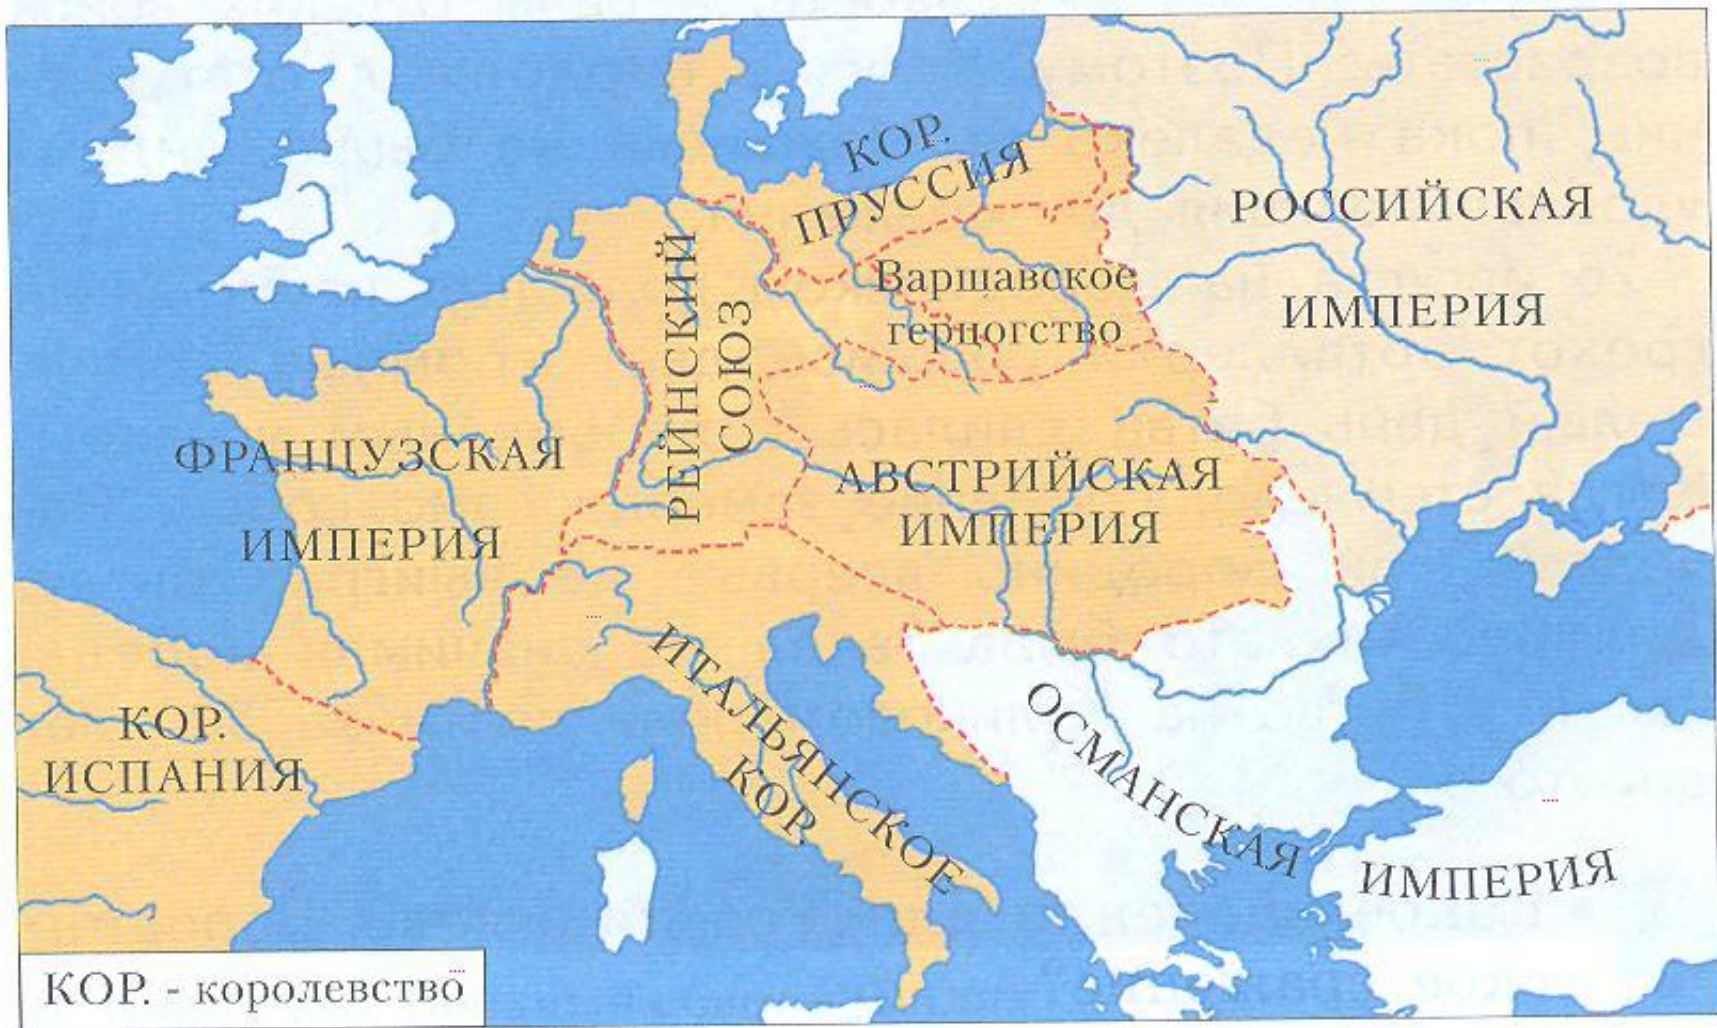 КОР.
ПРУССИЯ
РОССИЙСКАЯ
ИМПЕРИЯ
Варшавское
герцогство
РЕЙНСКИЙ
СОЮЗ
ФРАНЦУЗСКАЯ
ИМПЕРИЯ
АВСТРИЙСКАЯ
ИМПЕРИЯ
КОР.
ИСПАНИЯ
ИТАЛЬЯНСКОЕ
КОР.
ОСМАНСКАЯ
ИМПЕРИЯ
КОР. - королевство